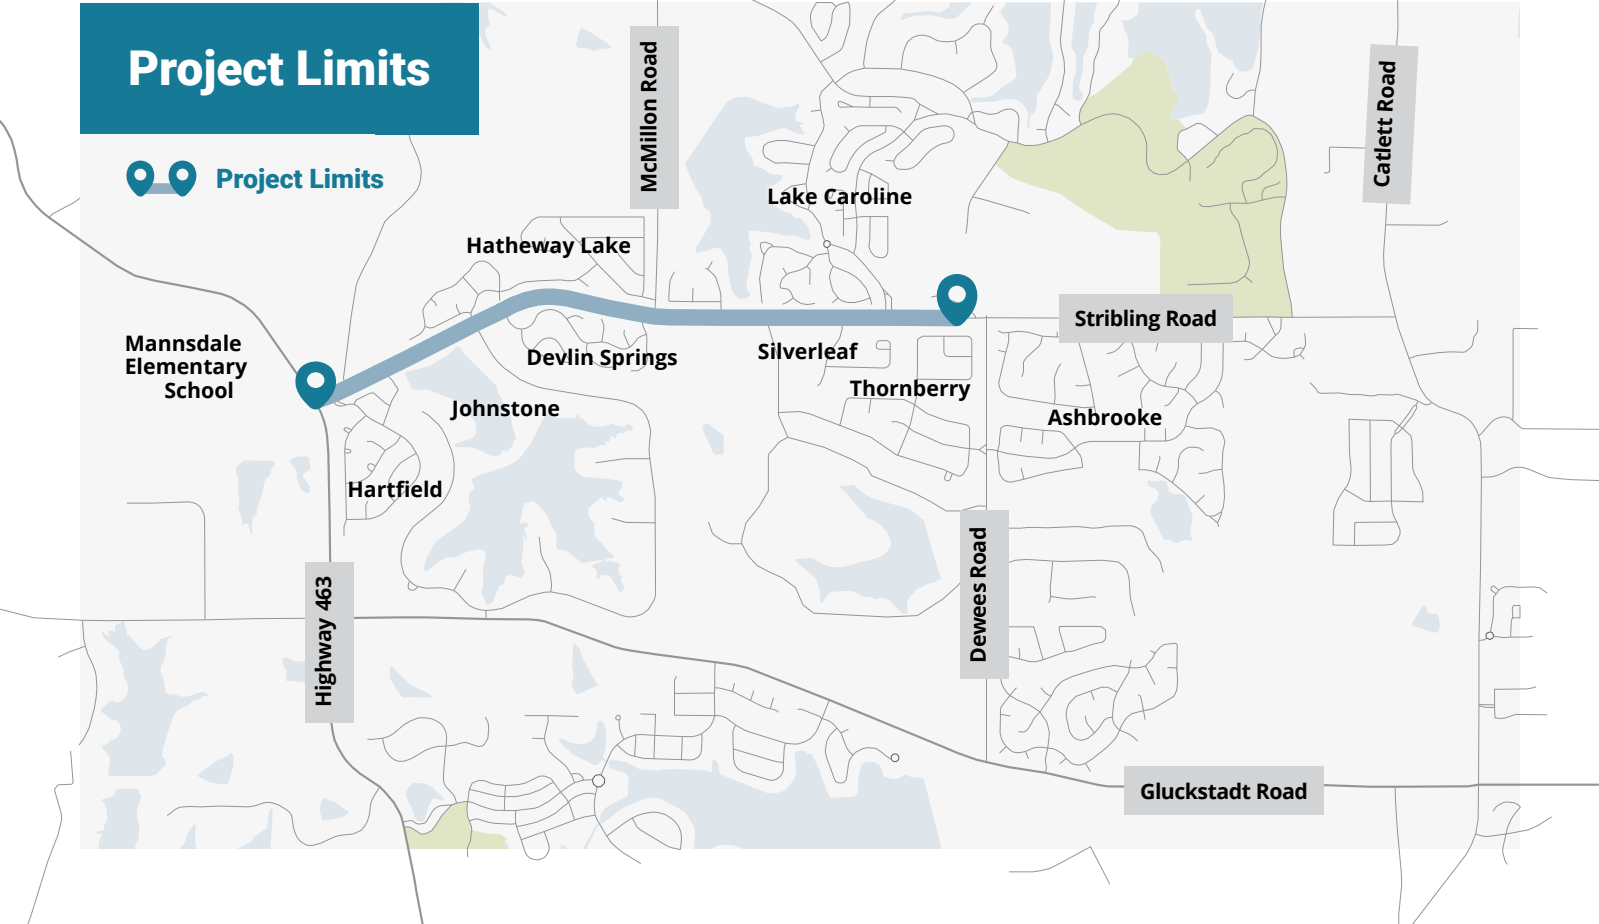 Project Limits
Project Limits
McMillon Road
Catlett Road
Lake Caroline
Hatheway Lake
Stribling Road
Mannsdale
Elementary
School
Devlin Springs
Silverleaf
Thornberry
Johnstone
Ashbrooke
Hartfield
Dewees Road
Highway 463
Gluckstadt Road